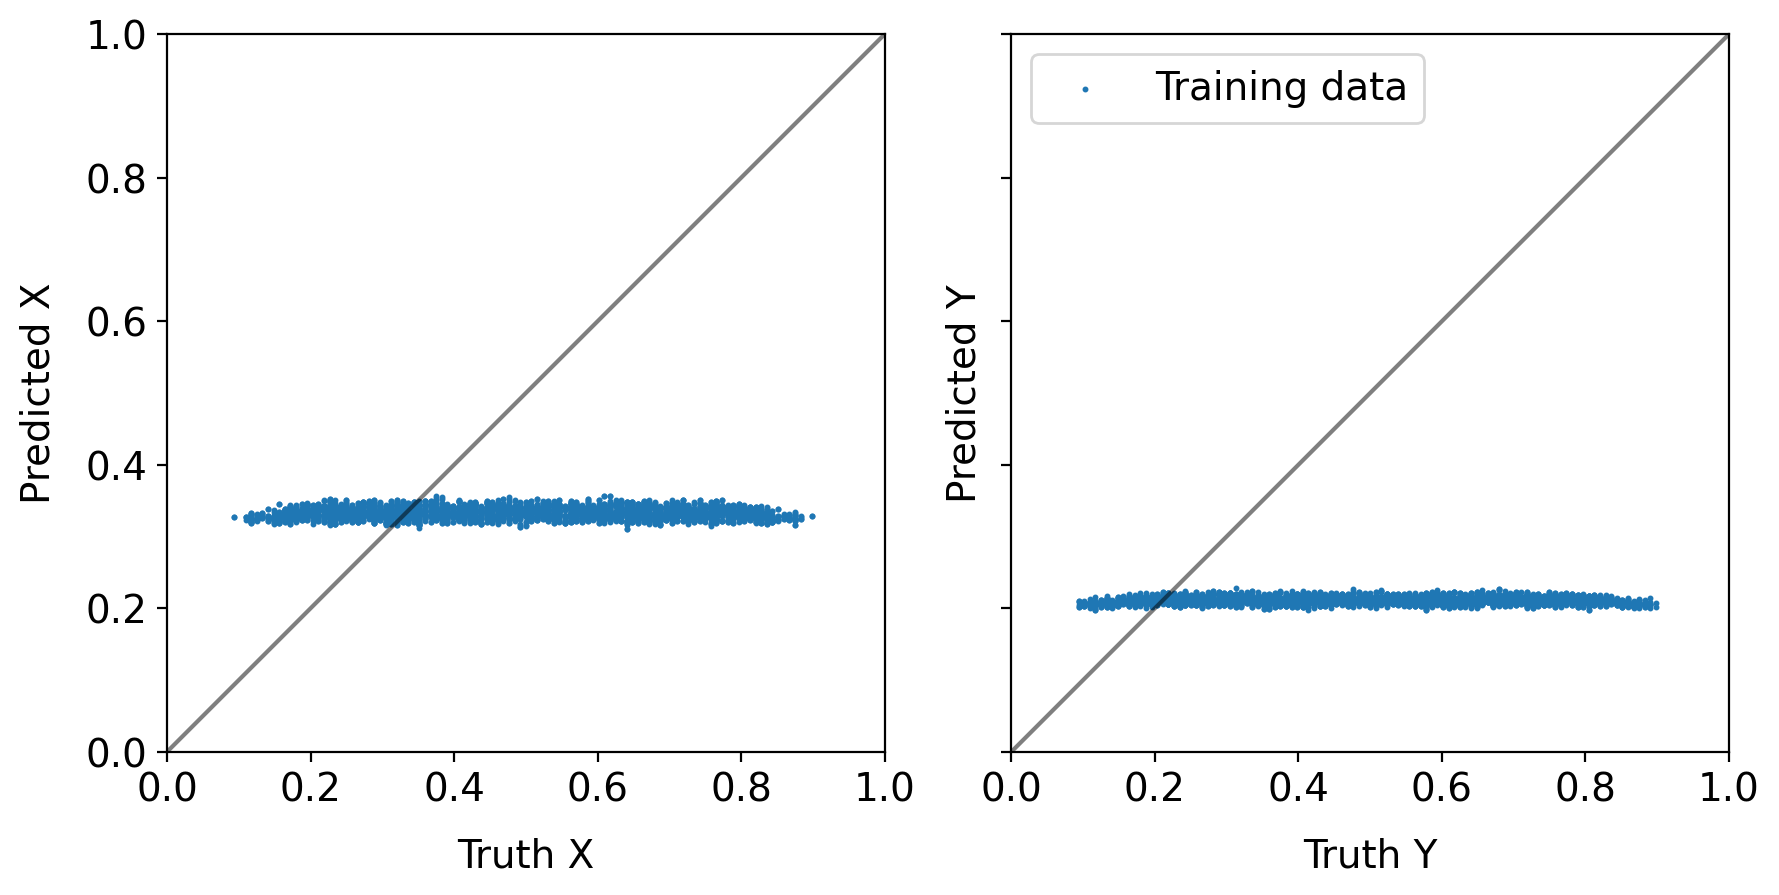 1.0
0.8
0.6
0.4
0.2
0.0
Predicted X
0.0 0.2 0.4 0.6 0.8 1.0
Truth X
Training data
Predicted Y
0.0 0.2 0.4 0.6 0.8 1.0
Truth Y